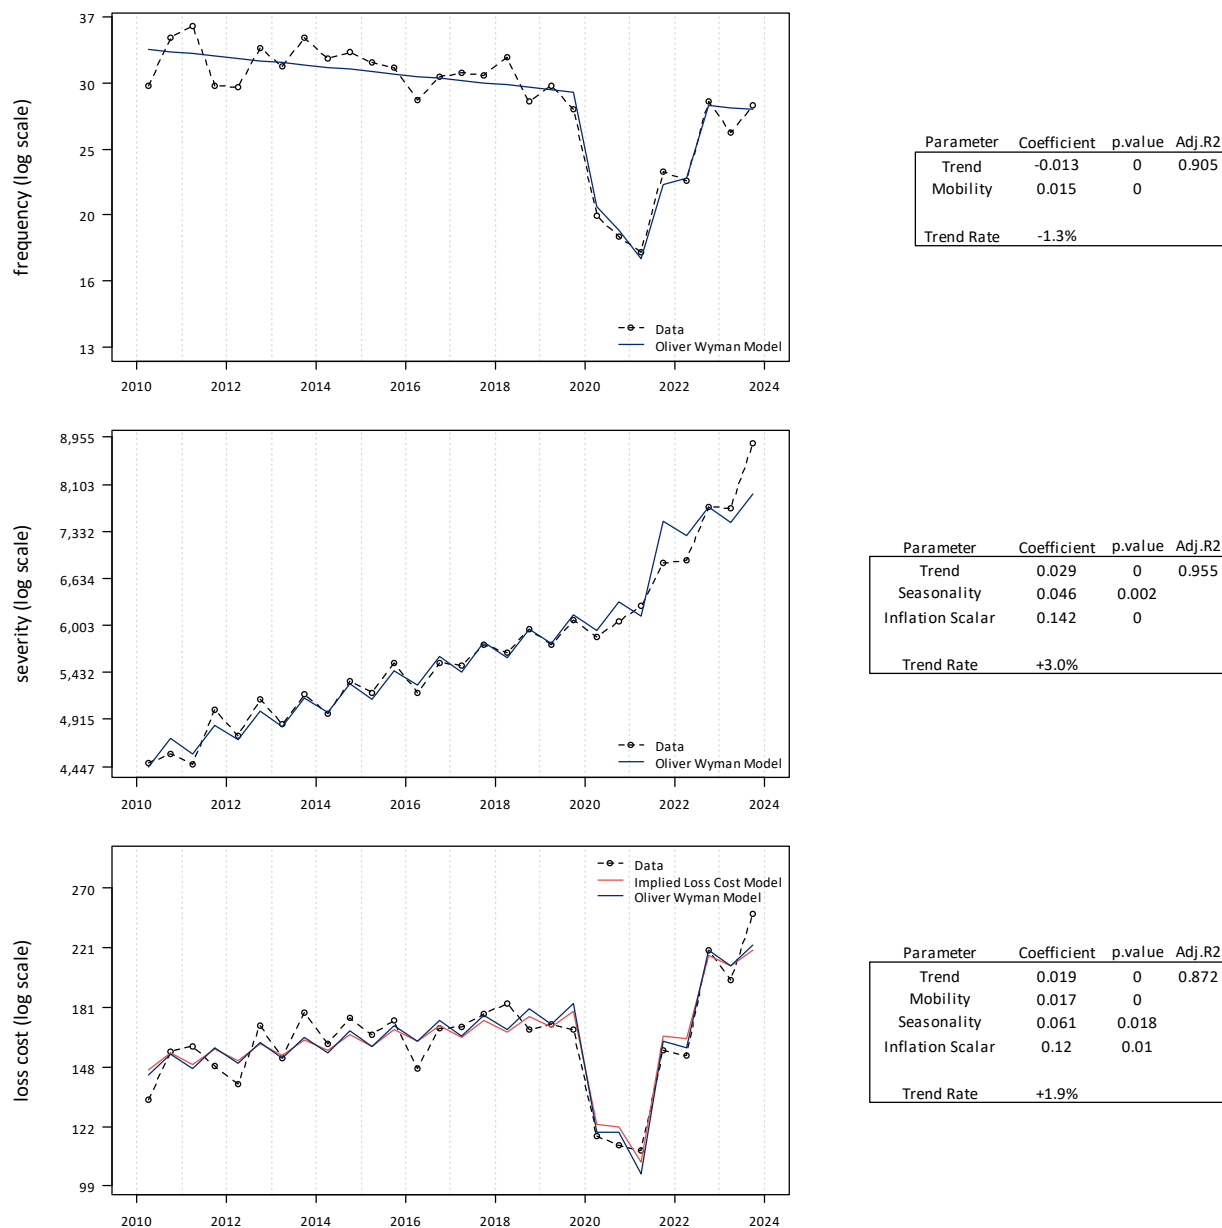 frequency (log scale)
37
30
25
20
16
13
Data
Oliver Wyman Model
2010 2012 2014 2016 2018 2020 2022 2024
Parameter Coefficient p.value Adj.R2
Trend -0.013 0 0.905
Mobility 0.015 0
Trend Rate -1.3%
severity (log scale)
8,955
8,103
7,332
6,634
6,003
5,432
4,915
4,447
Data
Oliver Wyman Model
2010 2012 2014 2016 2018 2020 2022 2024
Parameter Coefficient p.value Adj.R2
Trend 0.029 0 0.955
Seasonality 0.046 0.002
Inflation Scalar 0.142 0
Trend Rate +3.0%
loss cost (log scale)
270
221
181
148
122
99
Data
Implied Loss Cost Model
Oliver Wyman Model
2010 2012 2014 2016 2018 2020 2022 2024
Parameter Coefficient p.value Adj.R2
Trend 0.019 0 0.872
Mobility 0.017 0
Seasonality 0.061 0.018
Inflation Scalar 0.12 0.01
Trend Rate +1.9%